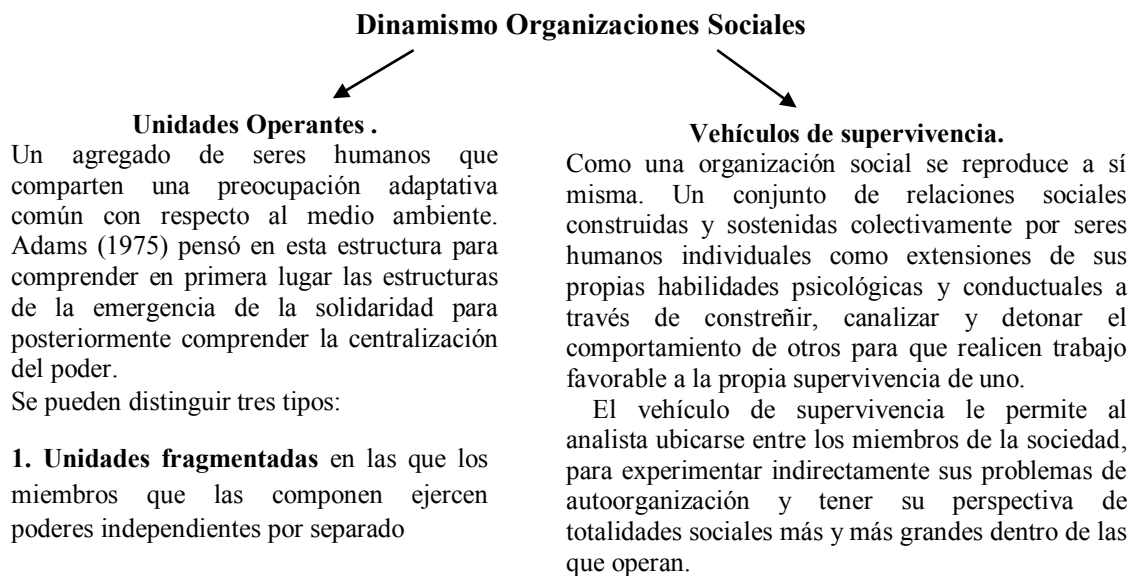 Dinamismo Organizaciones Sociales
Unidades Operantes .
Un agregado de seres humanos que
comparten una preocupación adaptativa
común con respecto al medio ambiente.
Adams (1975) pensó en esta estructura para
comprender en primera lugar las estructuras
de la emergencia de la solidaridad para
posteriormente comprender la centralización
del poder.
Se pueden distinguir tres tipos:
1. Unidades fragmentadas en las que los
miembros que las componen ejercen
poderes independientes por separado
Vehículos de supervivencia.
Como una organización social se reproduce a sí
misma. Un conjunto de relaciones sociales
construidas y sostenidas colectivamente por seres
humanos individuales como extensiones de sus
propias habilidades psicológicas y conductuales a
través de constreñir, canalizar y detonar el
comportamiento de otros para que realicen trabajo
favorable a la propia supervivencia de uno.
El vehículo de supervivencia le permite al
analista ubicarse entre los miembros de la sociedad,
para experimentar indirectamente sus problemas de
autoorganización y tener su perspectiva de
totalidades sociales más y más grandes dentro de las
que operan.